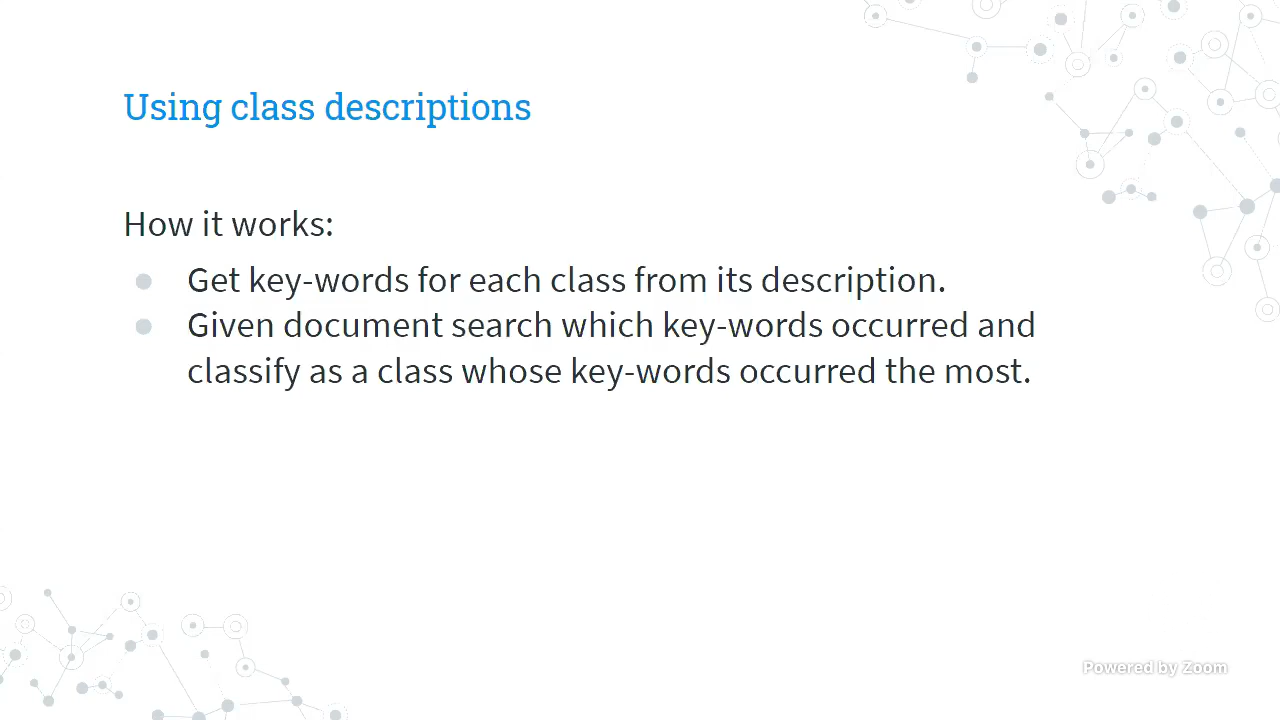 Using class descriptions
How it works:
Get key-words for each class from its description.
Given document search which key-words occurred and
classify as a class whose key-words occurred the most.
Powered by Zoom